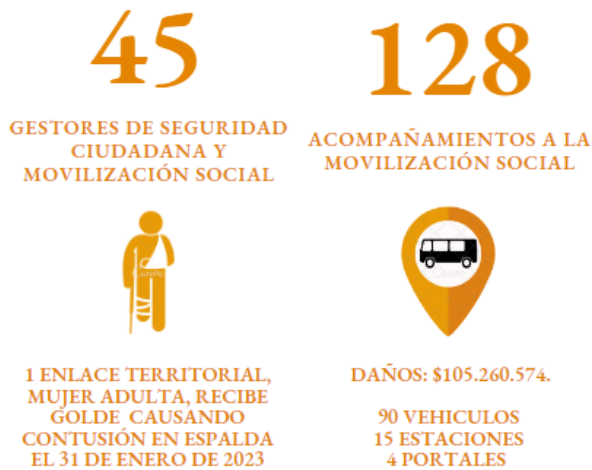 45
GESTORES DE SEGURIDAD
CIUDADANA Y
MOVILIZACIÓN SOCIAL
128
ACOMPAÑAMIENTOS A LA
MOVILIZACIÓN SOCIAL
1 ENLACE TERRITORIAL,
MUJER ADULTA, RECIBE
GOLDE CAUSANDO
CONTUSIÓN EN ESPALDA
EL 31 DE ENERO DE 2023
DAÑOS: $105.260.574.
90 VEHICULOS
15 ESTACIONES
4 PORTALES